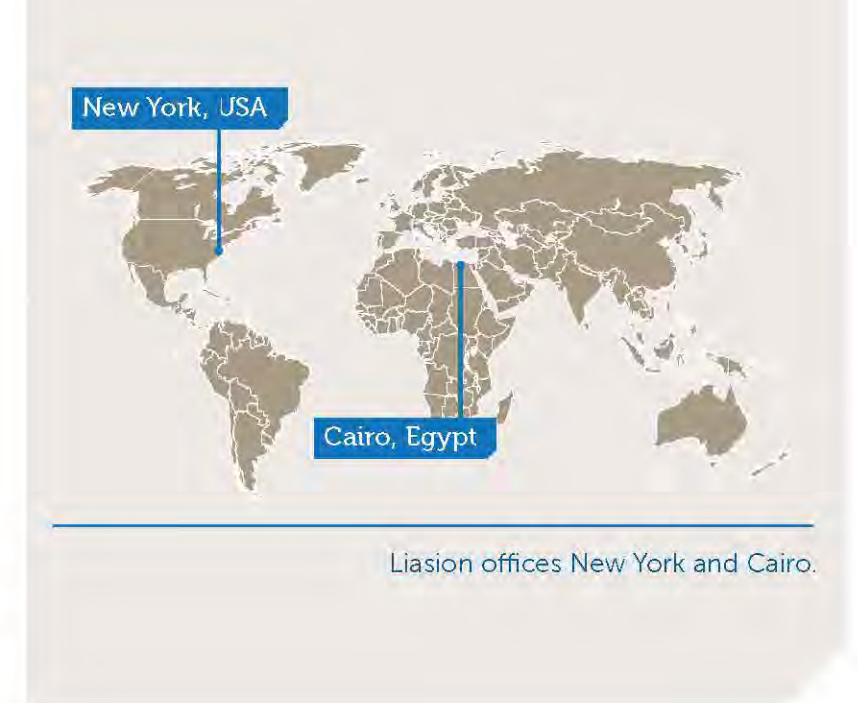 New York, USA
Cairo, Egypt
Liasion offices New York and Cairo.